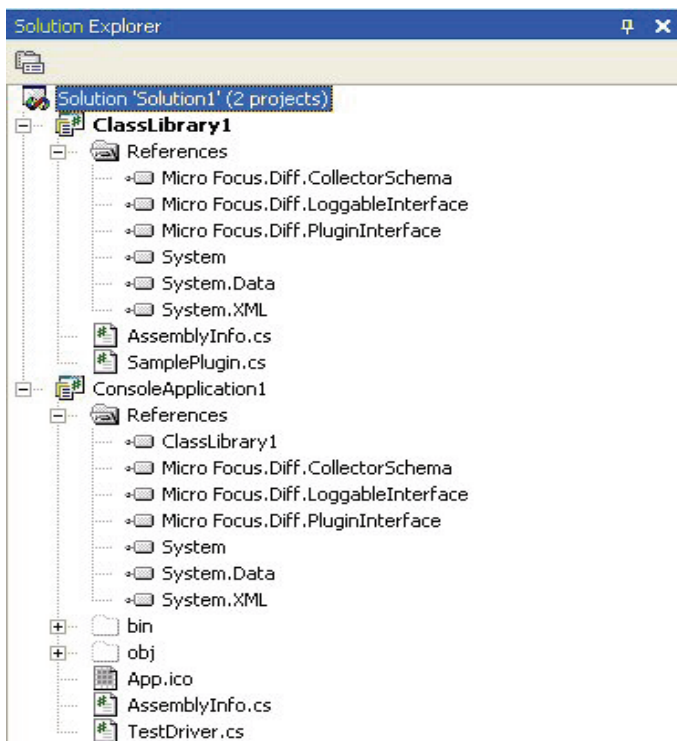 Solution Explorer
Solution 'Solution1' (2 projects)
ClassLibrary1
References
Micro Focus.Diff.CollectorSchema
Micro Focus.Diff.LoggableInterface
Micro Focus.Diff.PluginInterface
System
System.Data
System.XML
AssemblyInfo.cs
SamplePlugin.cs
ConsoleApplication1
References
ClassLibrary1
Micro Focus.Diff.CollectorSchema
Micro Focus.Diff.LoggableInterface
Micro Focus.Diff.PluginInterface
System
System.Data
System.XML
bin
obj
App.ico
AssemblyInfo.cs
TestDriver.cs